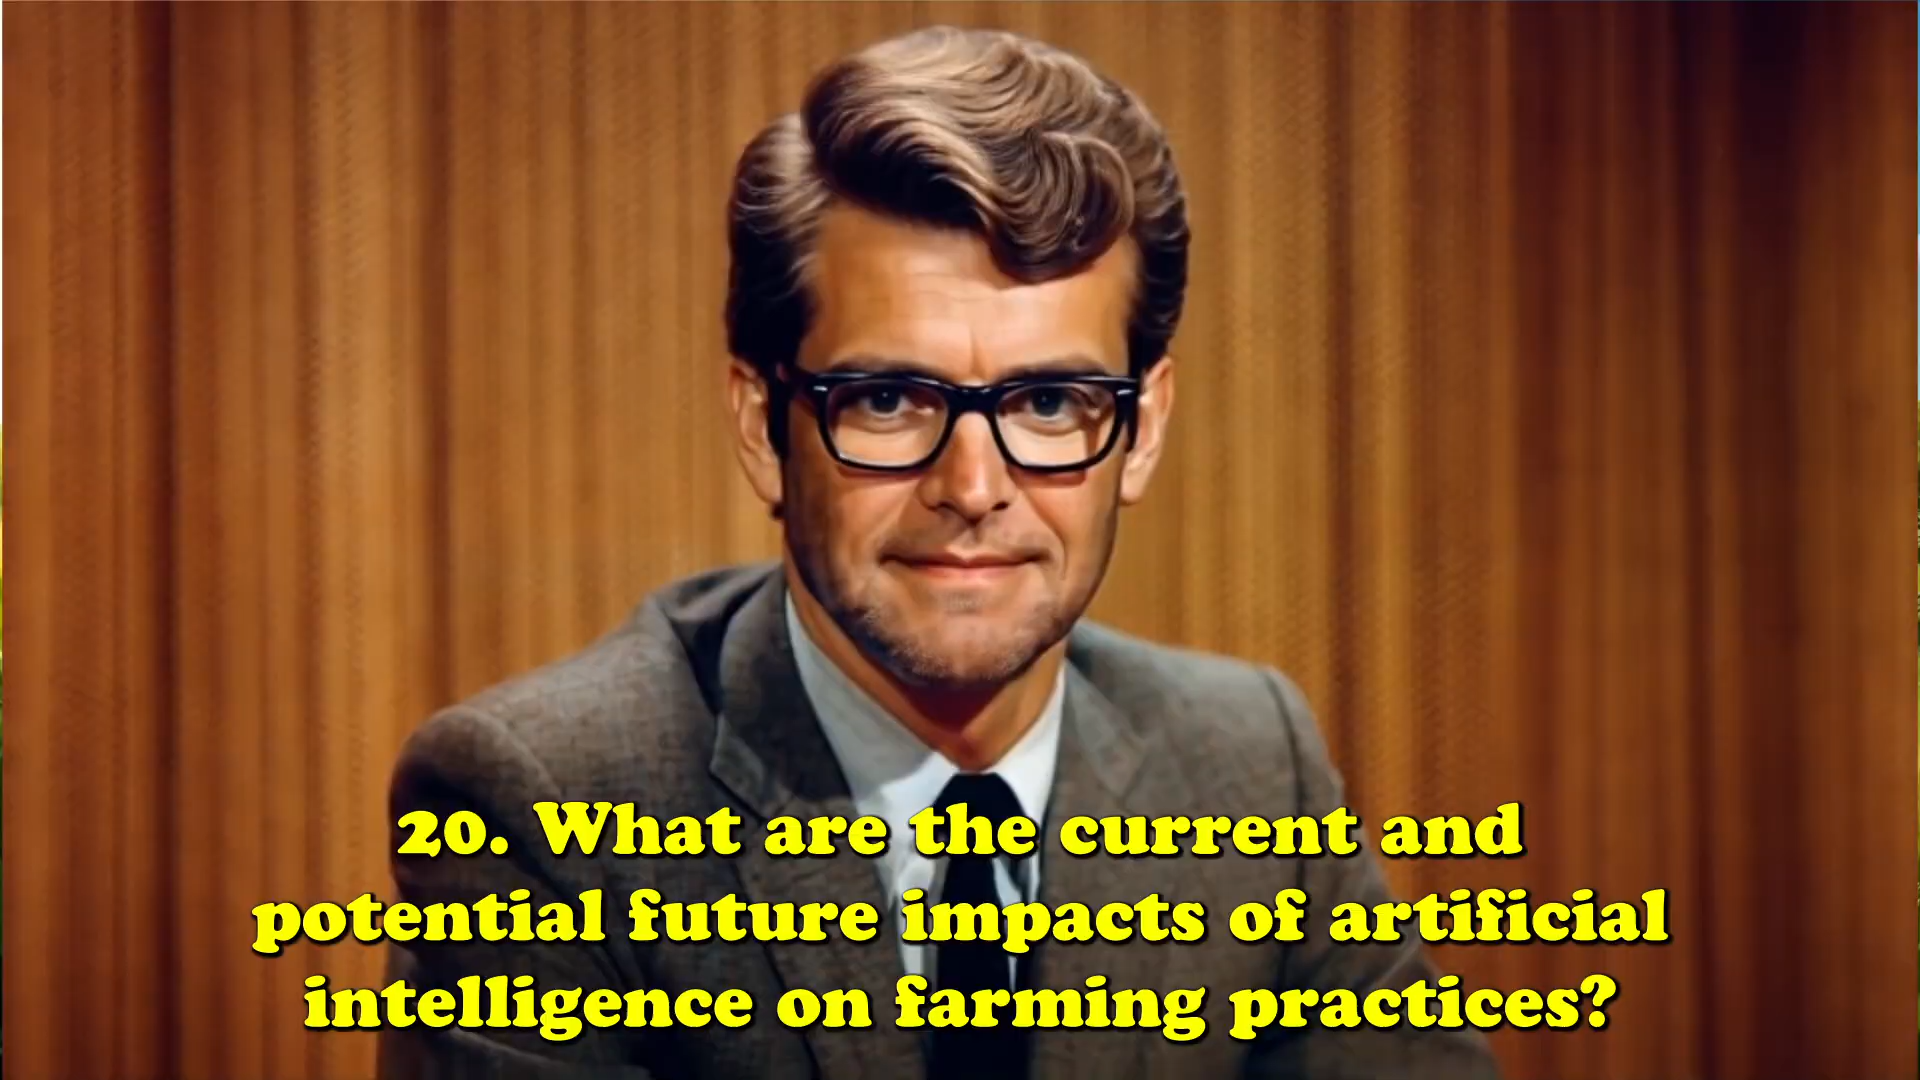 20. What are the current and
potential future impacts of artificial
intelligence on farming practices?